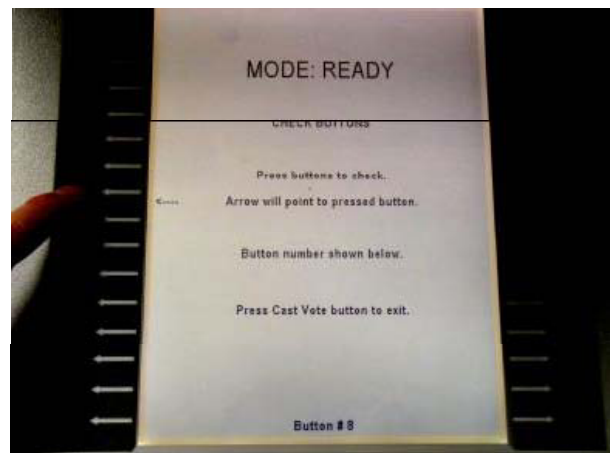 MODE: READY
CHECK BUTTONS
Press buttons to check.
<---- Arrow will point to pressed button.
Button number shown below.
Press Cast Vote button to exit.
Button # 8